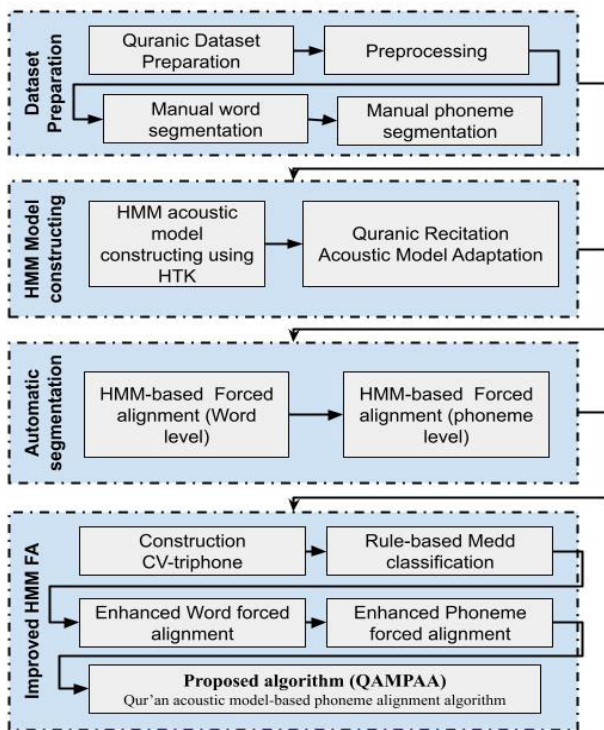 Dataset
Preparation
Quranic Dataset
Preparation
Preprocessing
Manual word
segmentation
Manual phoneme
segmentation
HMM Model
constructing
HMM acoustic
model
constructing using
HTK
Quranic Recitation
Acoustic Model Adaptation
Automatic
segmentation
HMM-based Forced
alignment (Word
level)
HMM-based Forced
alignment (phoneme
level)
Improved HMM FA
Construction
CV-triphone
Rule-based Medd
classification
Enhanced Word forced
alignment
Enhanced Phoneme
forced alignment
Proposed algorithm (QAMPAA)
Qur'an acoustic model-based phoneme alignment algorithm